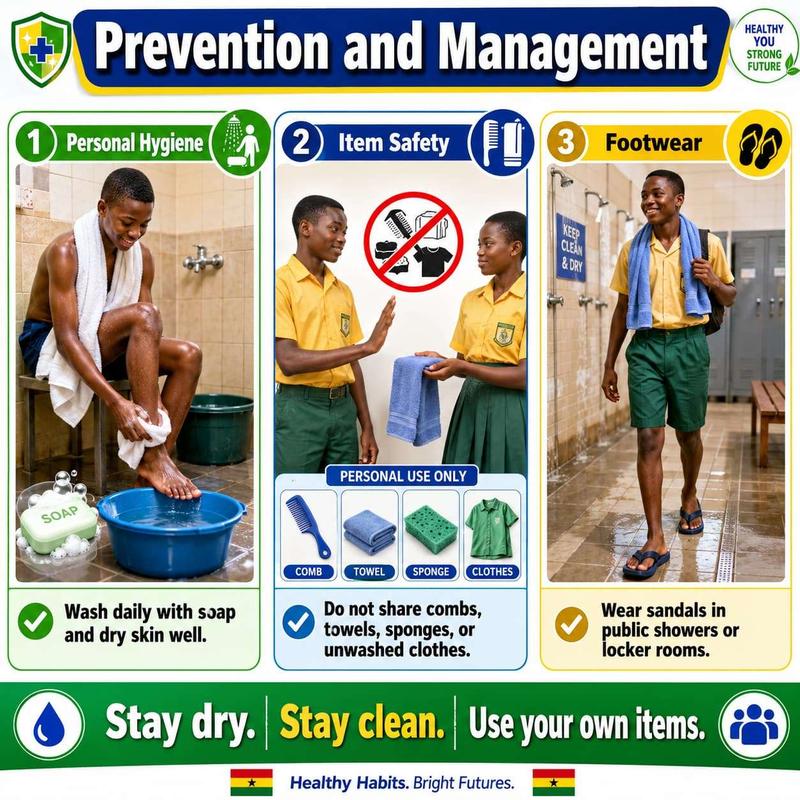 Prevention and Management
HEALTHY
YOU
STRONG
FUTURE
1 Personal Hygiene
SOAP
Wash daily with soap
and dry skin well.
2 Item Safety
PERSONAL USE ONLY
COMB
TOWEL
SPONGE
CLOTHES
Do not share combs,
towels, sponges, or
unwashed clothes.
3 Footwear
KEEP
CLEAN
& DRY
Wear sandals in
public showers or
locker rooms.
Stay dry. Stay clean. Use your own items.
Healthy Habits. Bright Futures.